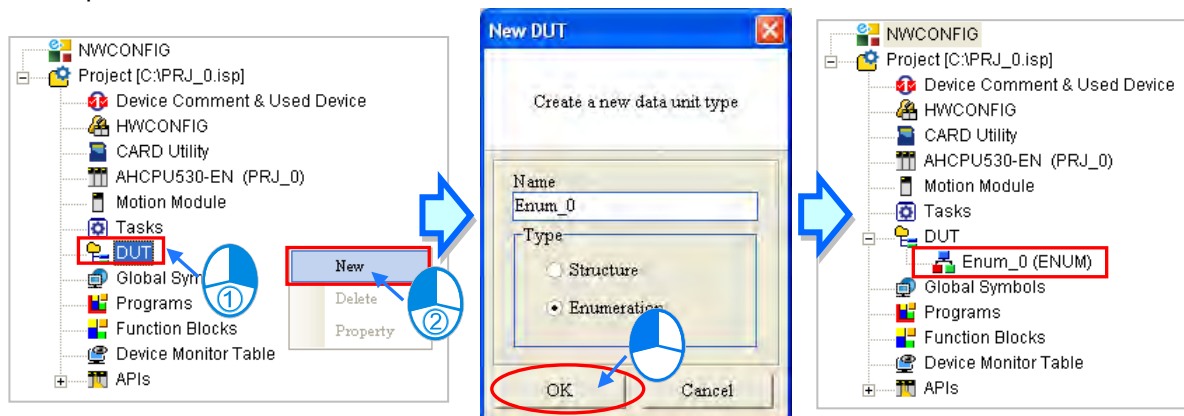 NWCONFIG
Project [C:\PRJ_0.isp]
Device Comment & Used Device
HWCONFIG
CARD Utility
AHCPU530-EN (PRJ_0)
Motion Module
Tasks
DUT
Global Sym
Programs
Function Blocks
Device Monitor Table
APIs
①
New
Delete
Property
②
New DUT
Create a new data unit type
Name
Enum_0
Type
Structure
Enumeration
OK
Cancel
NWCONFIG
Project [C:\PRJ_0.isp]
Device Comment & Used Device
HWCONFIG
CARD Utility
AHCPU530-EN (PRJ_0)
Motion Module
Tasks
DUT
Enum_0 (ENUM)
Global Symbols
Programs
Function Blocks
Device Monitor Table
APIs